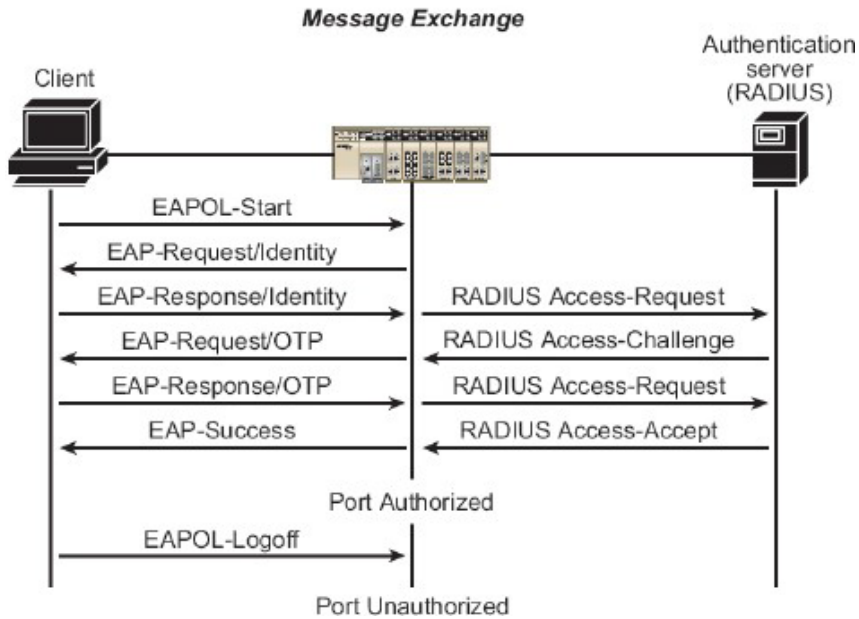 Message Exchange
Authentication
server
(RADIUS)
Client
EAPOL-Start
EAP-Request/Identity
EAP-Response/Identity
RADIUS Access-Request
EAP-Request/OTP
RADIUS Access-Challenge
EAP-Response/OTP
RADIUS Access-Request
EAP-Success
RADIUS Access-Accept
Port Authorized
EAPOL-Logoff
Port Unauthorized